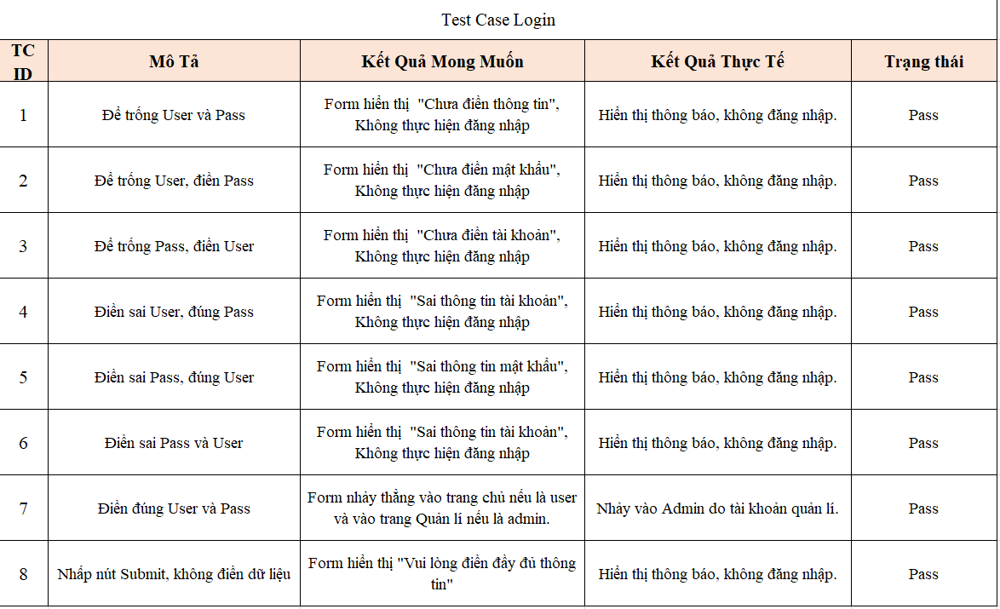 Test Case Login
TC
ID
Mô Tả
Kết Quả Mong Muốn
Kết Quả Thực Tế
Trạng thái
1
Để trống User và Pass
Form hiển thị  "Chưa điền thông tin",
Không thực hiện đăng nhập
Hiển thị thông báo, không đăng nhập.
Pass
2
Để trống User, điền Pass
Form hiển thị  "Chưa điền mật khẩu",
Không thực hiện đăng nhập
Hiển thị thông báo, không đăng nhập.
Pass
3
Để trống Pass, điền User
Form hiển thị  "Chưa điền tài khoản",
Không thực hiện đăng nhập
Hiển thị thông báo, không đăng nhập.
Pass
4
Điền sai User, đúng Pass
Form hiển thị  "Sai thông tin tài khoản",
Không thực hiện đăng nhập
Hiển thị thông báo, không đăng nhập.
Pass
5
Điền sai Pass, đúng User
Form hiển thị  "Sai thông tin mật khẩu",
Không thực hiện đăng nhập
Hiển thị thông báo, không đăng nhập.
Pass
6
Điền sai Pass và User
Form hiển thị  "Sai thông tin tài khoản",
Không thực hiện đăng nhập
Hiển thị thông báo, không đăng nhập.
Pass
7
Điền đúng User và Pass
Form nhảy thẳng vào trang chủ nếu là user
và vào trang Quản lí nếu là admin.
Nhảy vào Admin do tài khoản quản lí.
Pass
8
Nhấp nút Submit, không điền dữ liệu
Form hiển thị "Vui lòng điền đầy đủ thông
tin"
Hiển thị thông báo, không đăng nhập.
Pass